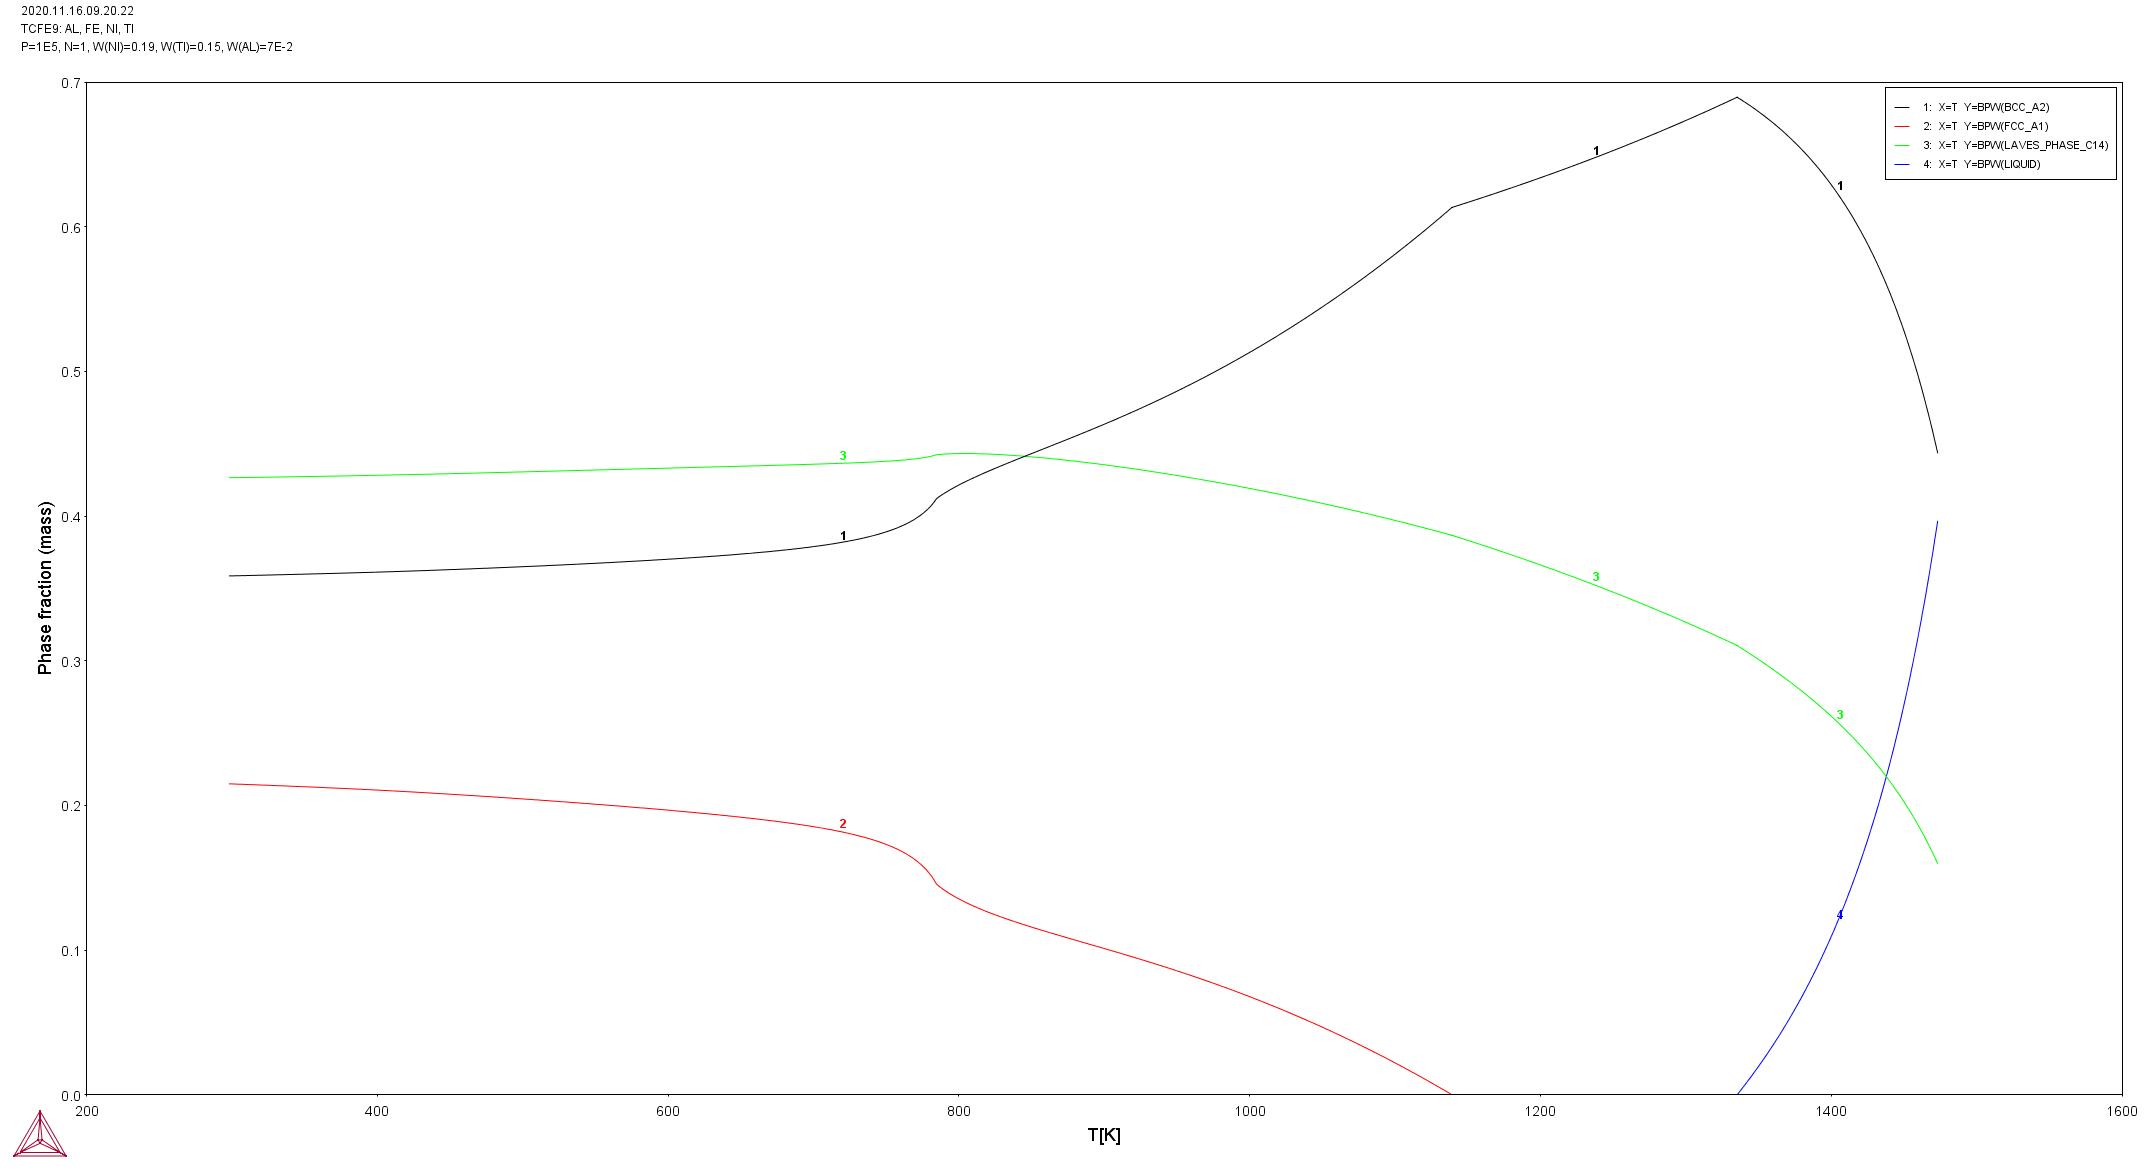 2020.11.16.09.20.22
TCFE9: AL, FE, NI, TI
P=1E5, N=1, W(NI)=0.19, W(TI)=0.15, W(AL)=7E-2
1: X=T Y=BPW(BCC_A2)
2: X=T Y=BPW(FCC_A1)
3: X=T Y=BPW(LAVES_PHASE_C14)
4: X=T Y=BPW(LIQUID)
0.7
0.6
0.5
0.4
0.3
0.2
0.1
0.0
Phase fraction (mass)
1
1
1
3
3
3
2
4
200 400 600 800 1000 1200 1400 1600
T[K]